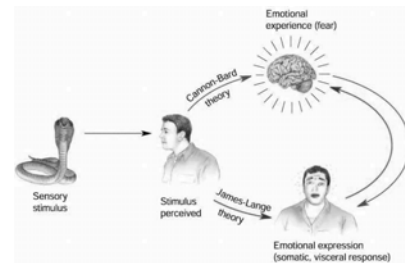 Emotional
experience (fear)
Cannon-Bard
theory
Sensory
stimulus
Stimulus
perceived
James-Lange
theory
Emotional expression
(somatic, visceral response)